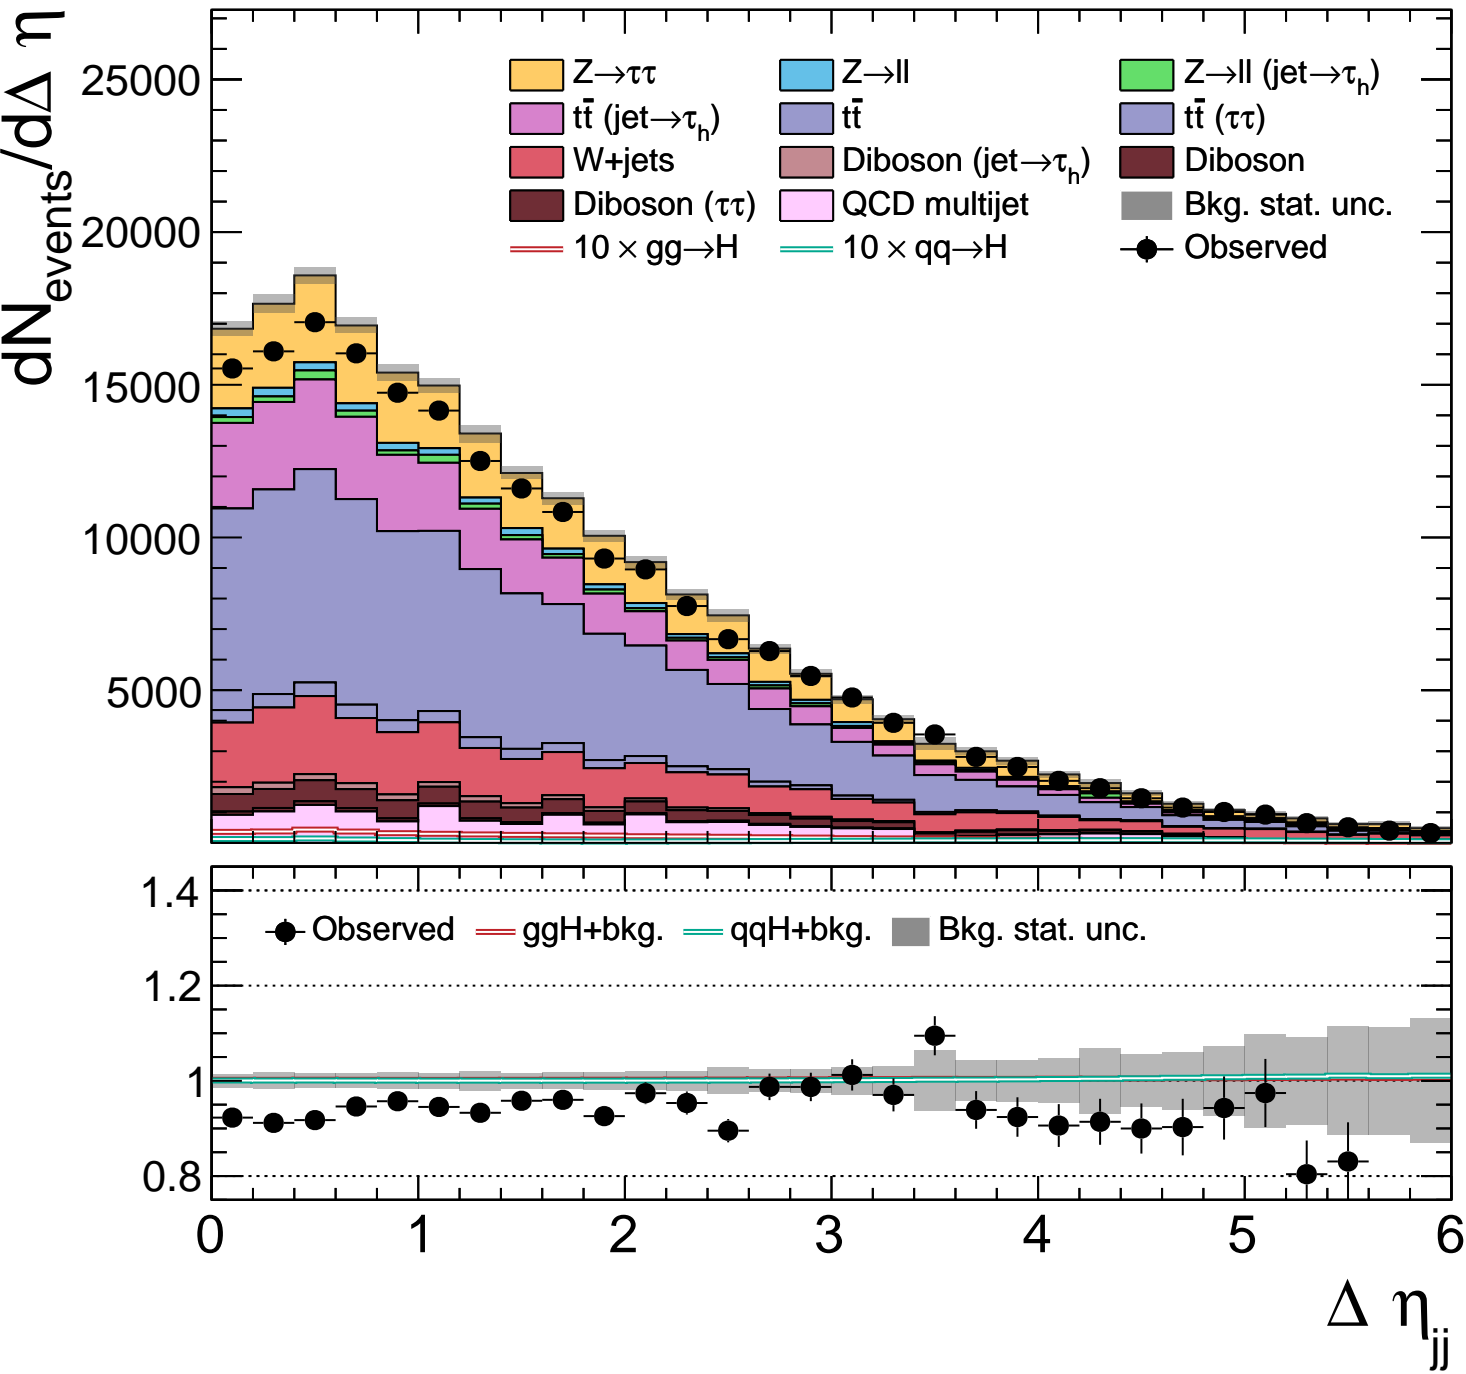 dN_events/dΔ η
25000
20000
15000
10000
5000
Z→ττ Z→ll Z→ll (jet→τ_h)
tt̄ (jet→τ_h) tt̄ tt̄ (ττ)
W+jets Diboson (jet→τ_h) Diboson
Diboson (ττ) QCD multijet Bkg. stat. unc.
10 × gg→H 10 × qq→H Observed
1.4
1.2
1
0.8
Observed ggH+bkg. qqH+bkg. Bkg. stat. unc.
0 1 2 3 4 5 6
Δ η_jj